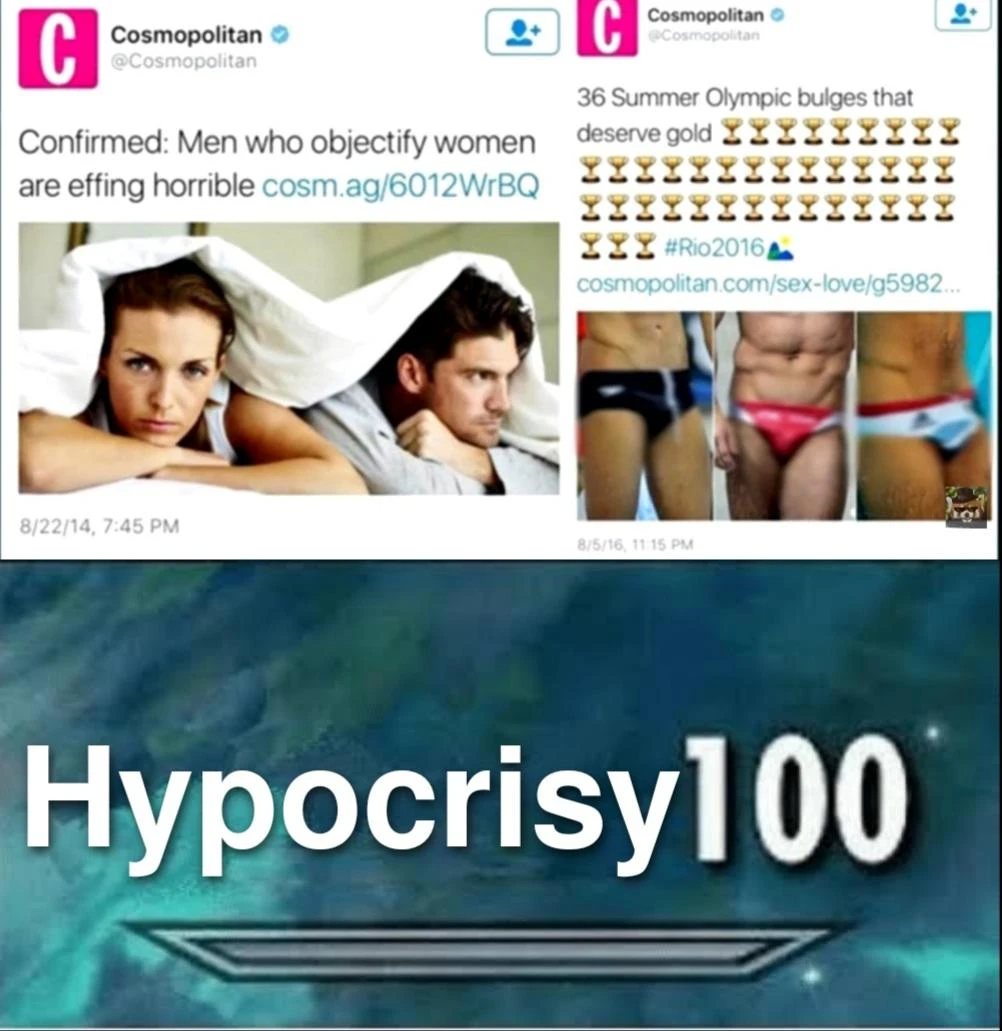 C
Cosmopolitan
@Cosmopolitan
Confirmed: Men who objectify women
are effing horrible cosm.ag/6012WrBQ
8/22/14, 7:45 PM
C
Cosmopolitan
@Cosmopolitan
36 Summer Olympic bulges that
deserve gold 🏆🏆🏆🏆🏆🏆🏆🏆🏆
🏆🏆🏆🏆🏆🏆🏆🏆🏆🏆🏆🏆🏆🏆
🏆🏆🏆🏆🏆🏆🏆🏆🏆🏆🏆🏆🏆🏆
🏆🏆🏆 #Rio2016
cosmopolitan.com/sex-love/g5982...
8/5/16, 11:15 PM
Hypocrisy100